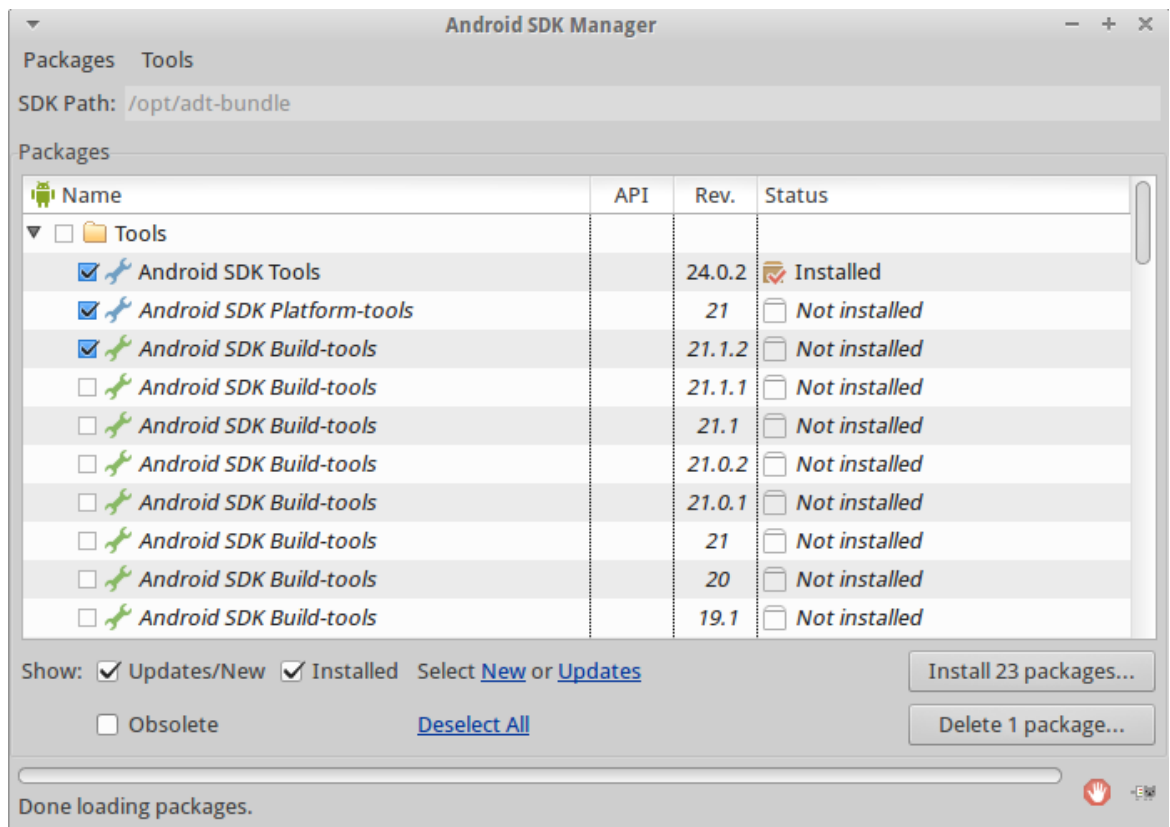 Android SDK Manager
Packages Tools
SDK Path: /opt/adt-bundle
Packages
Name API Rev. Status
Tools
Android SDK Tools 24.0.2 Installed
Android SDK Platform-tools 21 Not installed
Android SDK Build-tools 21.1.2 Not installed
Android SDK Build-tools 21.1.1 Not installed
Android SDK Build-tools 21.1 Not installed
Android SDK Build-tools 21.0.2 Not installed
Android SDK Build-tools 21.0.1 Not installed
Android SDK Build-tools 21 Not installed
Android SDK Build-tools 20 Not installed
Android SDK Build-tools 19.1 Not installed
Show: Updates/New Installed Select New or Updates Install 23 packages...
Obsolete Deselect All Delete 1 package...
Done loading packages.